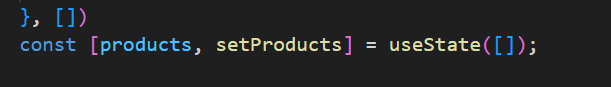 }, [])
const [products, setProducts] = useState([]);